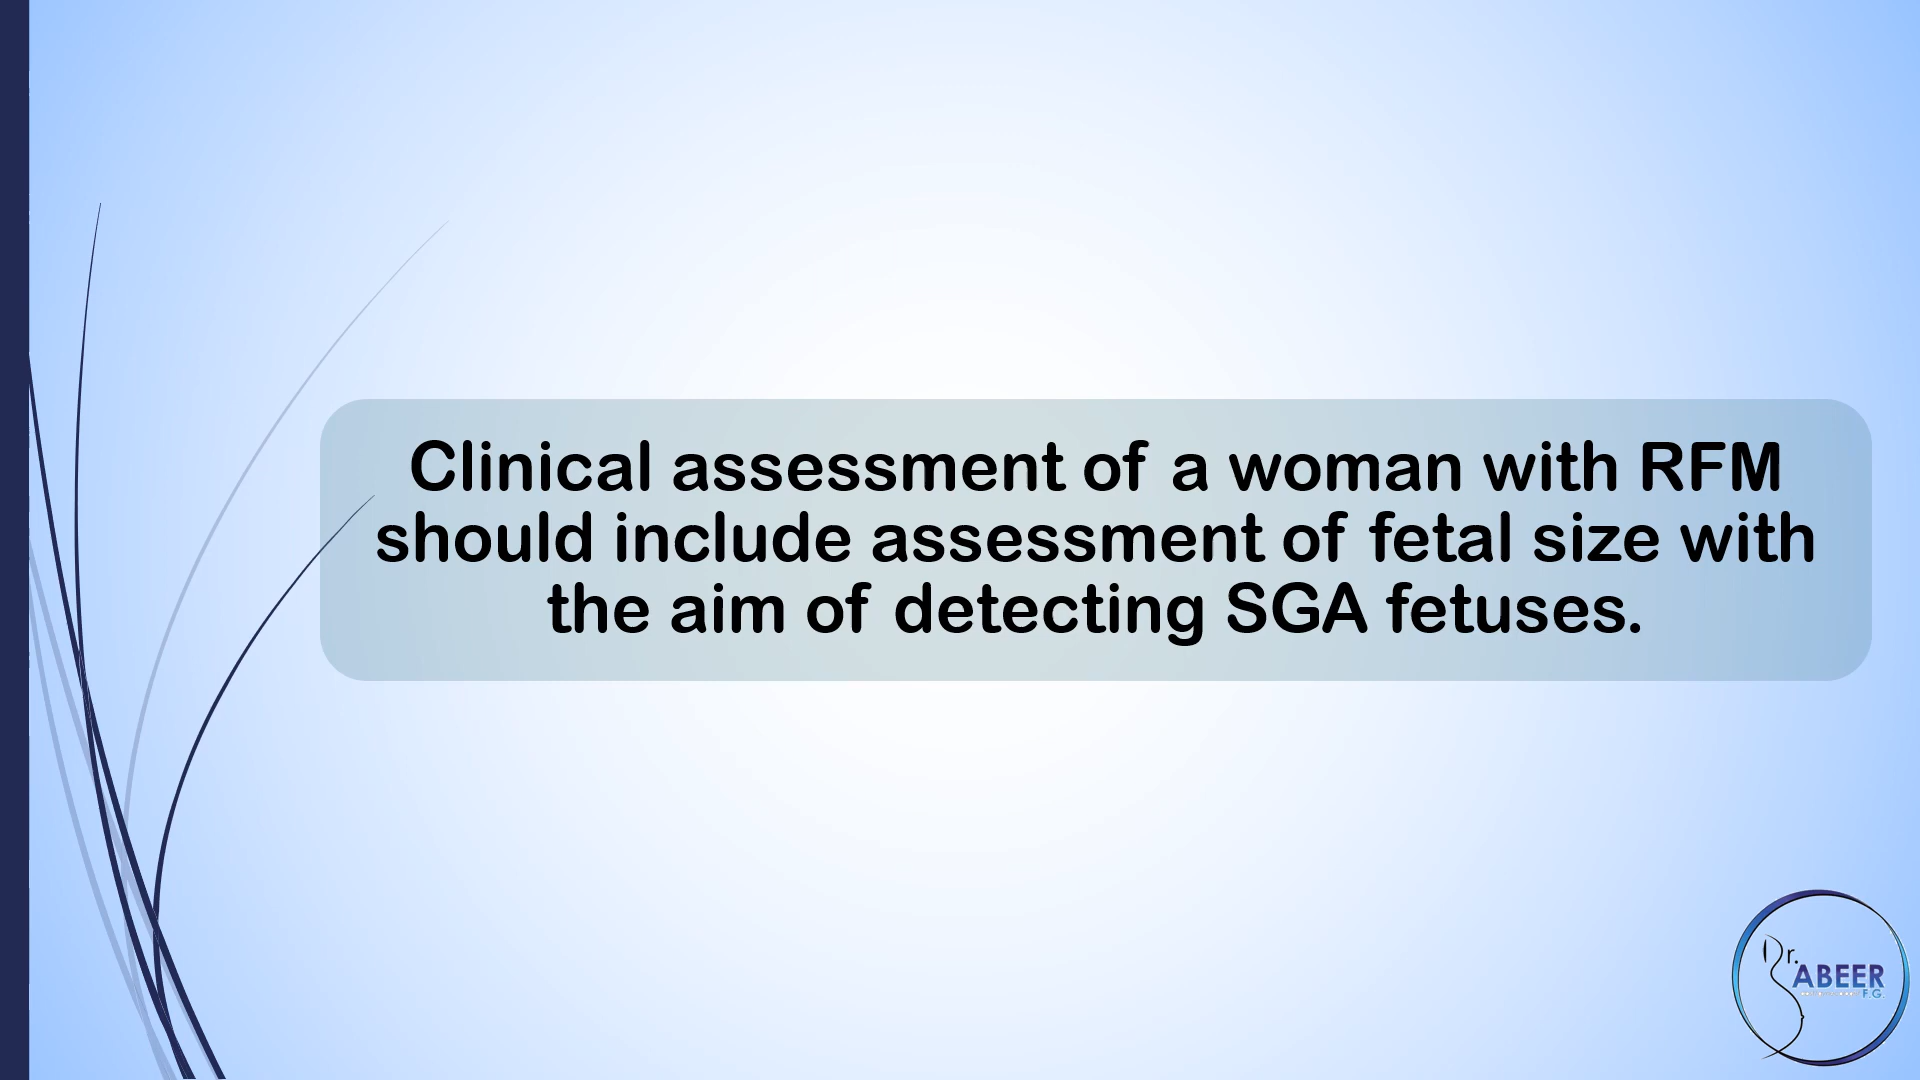 Clinical assessment of a woman with RFM
should include assessment of fetal size with
the aim of detecting SGA fetuses.
Dr.
ABEER
F.G.